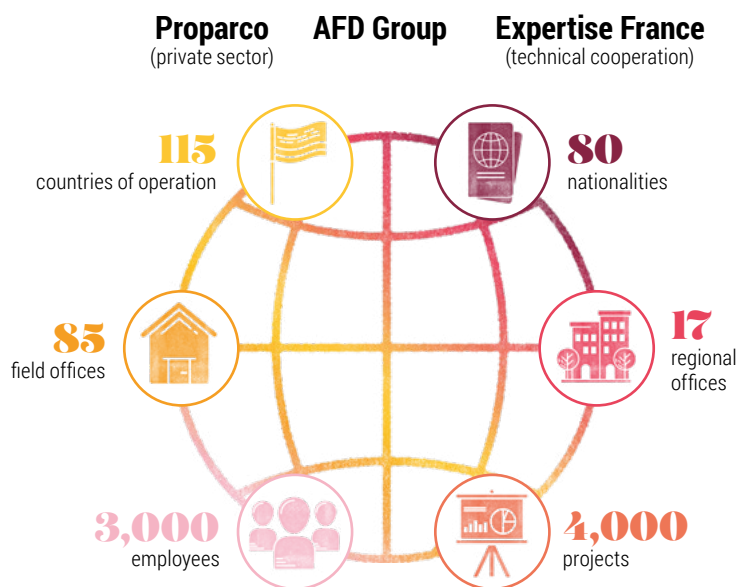 Proparco
(private sector)
AFD Group
Expertise France
(technical cooperation)
115
countries of operation
80
nationalities
85
field offices
17
regional
offices
3,000
employees
4,000
projects